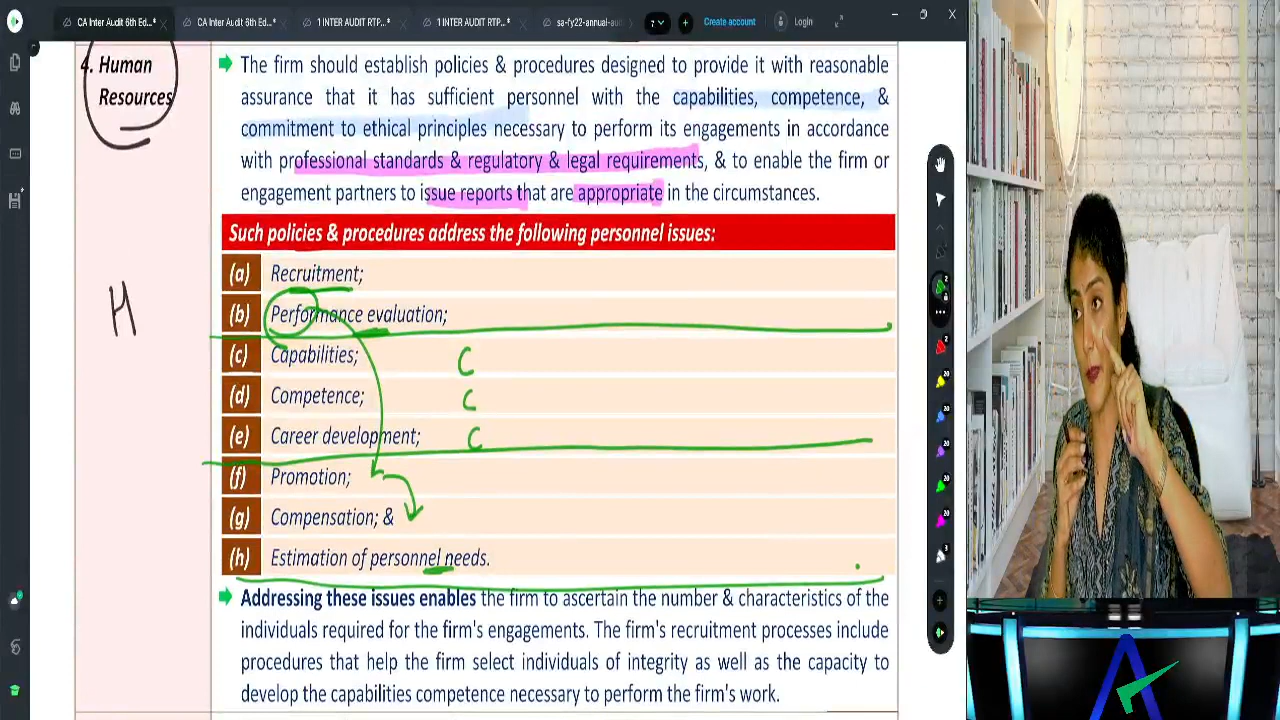 CA Inter Audit 6th Ed...*
CA Inter Audit 6th Ed...*
1 INTER AUDIT RTP...*
1 INTER AUDIT RTP...*
sa-fy22-annual-aud
7
Create account
Login
4. Human
Resources
The firm should establish policies & procedures designed to provide it with reasonable
assurance that it has sufficient personnel with the capabilities, competence, &
commitment to ethical principles necessary to perform its engagements in accordance
with professional standards & regulatory & legal requirements, & to enable the firm or
engagement partners to issue reports that are appropriate in the circumstances.
Such policies & procedures address the following personnel issues:
(a) Recruitment;
(b) Performance evaluation;
(c) Capabilities; C
(d) Competence; C
(e) Career development; C
(f) Promotion;
(g) Compensation; &
(h) Estimation of personnel needs.
H
Addressing these issues enables the firm to ascertain the number & characteristics of the
individuals required for the firm's engagements. The firm's recruitment processes include
procedures that help the firm select individuals of integrity as well as the capacity to
develop the capabilities competence necessary to perform the firm's work.